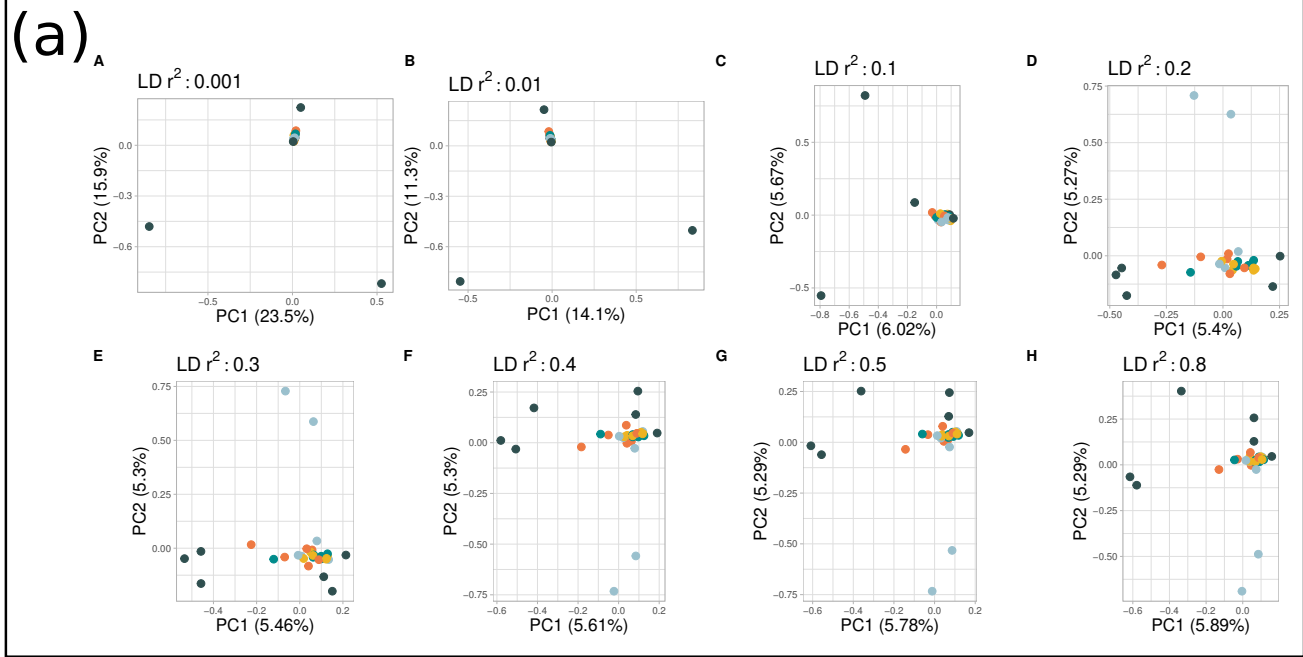 (a)
A
LD r²: 0.001
0.0
−0.3
−0.6
PC2 (15.9%)
−0.5
0.0
0.5
PC1 (23.5%)
B
LD r²: 0.01
0.0
−0.3
−0.6
PC2 (11.3%)
−0.5
0.0
0.5
PC1 (14.1%)
C
LD r²: 0.1
0.5
0.0
−0.5
PC2 (5.67%)
−0.8
−0.6
−0.4
−0.2
0.0
PC1 (6.02%)
D
LD r²: 0.2
0.75
0.50
0.25
0.00
PC2 (5.27%)
−0.50
−0.25
0.00
0.25
PC1 (5.4%)
E
LD r²: 0.3
0.75
0.50
0.25
0.00
PC2 (5.3%)
−0.4
−0.2
0.0
0.2
PC1 (5.46%)
F
LD r²: 0.4
0.25
0.00
−0.25
−0.50
−0.75
PC2 (5.3%)
−0.6
−0.4
−0.2
0.0
0.2
PC1 (5.61%)
G
LD r²: 0.5
0.25
0.00
−0.25
−0.50
−0.75
PC2 (5.29%)
−0.6
−0.4
−0.2
0.0
0.2
PC1 (5.78%)
H
LD r²: 0.8
0.25
0.00
−0.25
−0.50
PC2 (5.29%)
−0.6
−0.4
−0.2
0.0
PC1 (5.89%)